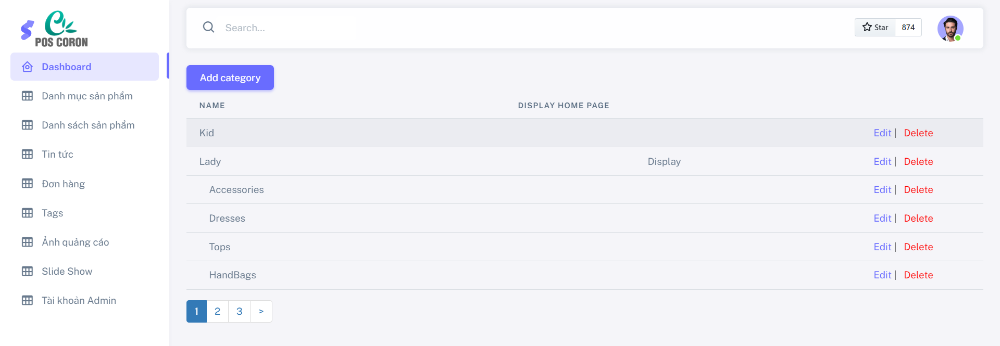 POS CORON
Dashboard
Danh mục sản phẩm
Danh sách sản phẩm
Tin tức
Đơn hàng
Tags
Ảnh quảng cáo
Slide Show
Tài khoản Admin
Search...
Star 874
Add category
NAME DISPLAY HOME PAGE
Kid Edit | Delete
Lady Display Edit | Delete
Accessories Edit | Delete
Dresses Edit | Delete
Tops Edit | Delete
HandBags Edit | Delete
1 2 3 >